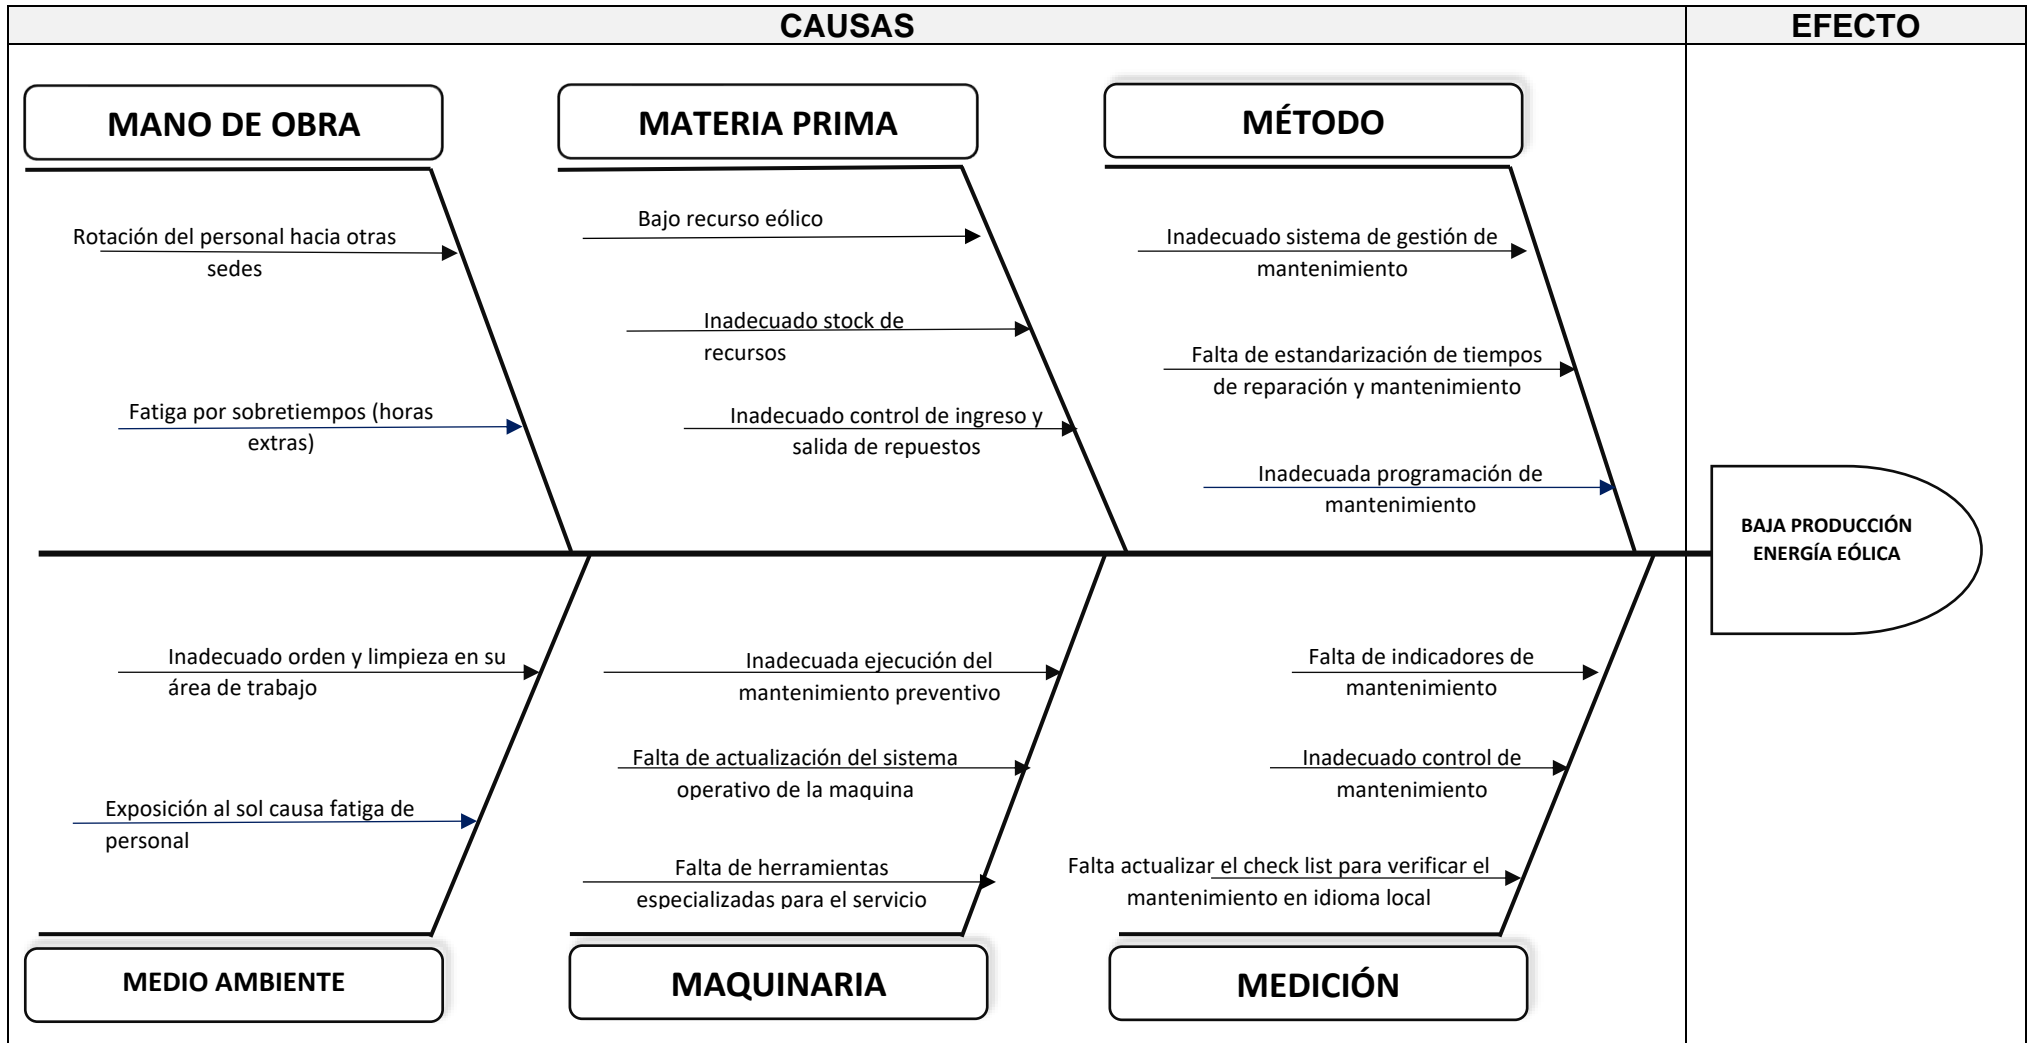 CAUSAS
EFECTO
MANO DE OBRA
Rotación del personal hacia otras
sedes
Fatiga por sobretiempos (horas
extras)
MATERIA PRIMA
Bajo recurso eólico
Inadecuado stock de
recursos
Inadecuado control de ingreso y
salida de repuestos
MÉTODO
Inadecuado sistema de gestión de
mantenimiento
Falta de estandarización de tiempos
de reparación y mantenimiento
Inadecuada programación de
mantenimiento
BAJA PRODUCCIÓN
ENERGÍA EÓLICA
Inadecuado orden y limpieza en su
área de trabajo
Exposición al sol causa fatiga de
personal
MEDIO AMBIENTE
Inadecuada ejecución del
mantenimiento preventivo
Falta de actualización del sistema
operativo de la maquina
Falta de herramientas
especializadas para el servicio
MAQUINARIA
Falta de indicadores de
mantenimiento
Inadecuado control de
mantenimiento
Falta actualizar el check list para verificar el
mantenimiento en idioma local
MEDICIÓN